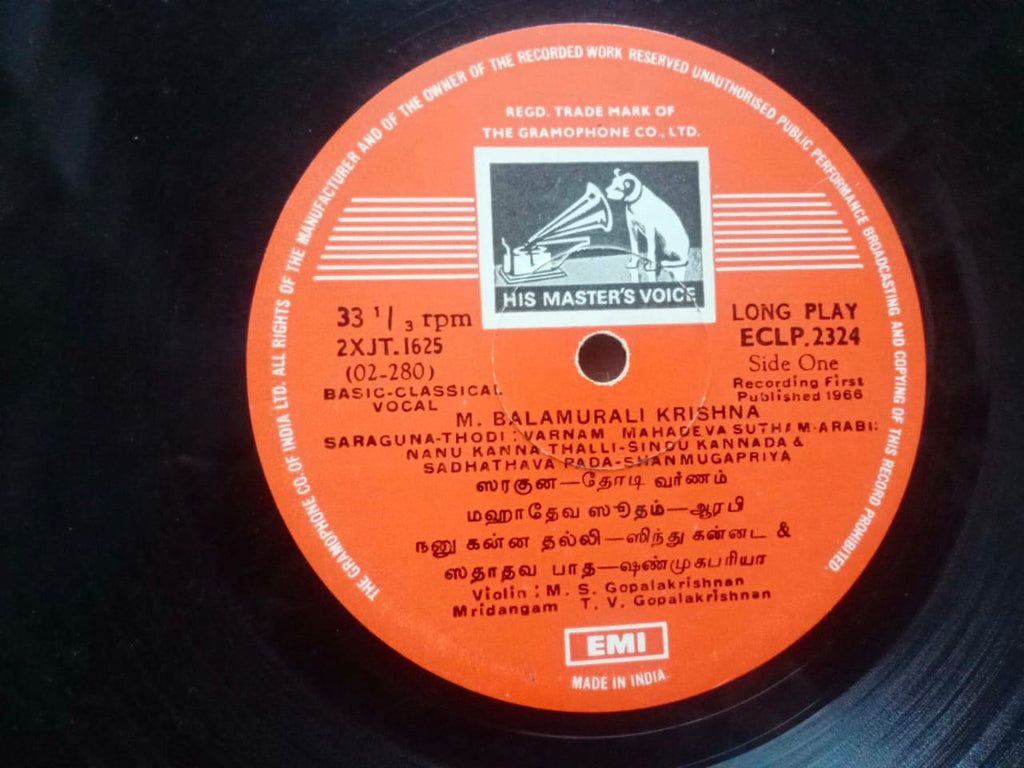 THE GRAMOPHONE CO. OF INDIA LTD. ALL RIGHTS OF THE MANUFACTURER AND OF THE OWNER OF THE RECORDED WORK RESERVED UNAUTHORISED PUBLIC PERFORMANCE BROADCASTING AND COPYING OF THIS RECORD PROHIBITED.
REGD. TRADE MARK OF
THE GRAMOPHONE CO., LTD.
HIS MASTER'S VOICE
33 1/3 rpm
2XJT.1625
(02-280)
BASIC-CLASSICAL
VOCAL
LONG PLAY
ECLP.2324
Side One
Recording First
Published 1966
M. BALAMURALI KRISHNA
SARAGUNA-THODI : VARNAM MAHADEVA SUTHAM-ARABI:
NANU KANNA THALLI-SINDU KANNADA &
SADHATHAVA PADA-SHANMUGAPRIYA
ஸரகுன—தோடி வர்ணம்
மஹாதேவ ஸூதம்—ஆரபி
நனு கன்ன தல்லி—ஸிந்து கன்னட &
ஸதாதவ பாத—ஷண்முகபரியா
Violin : M. S. Gopalakrishnan
Mridangam T. V. Gopalakrishnan
EMI
MADE IN INDIA.